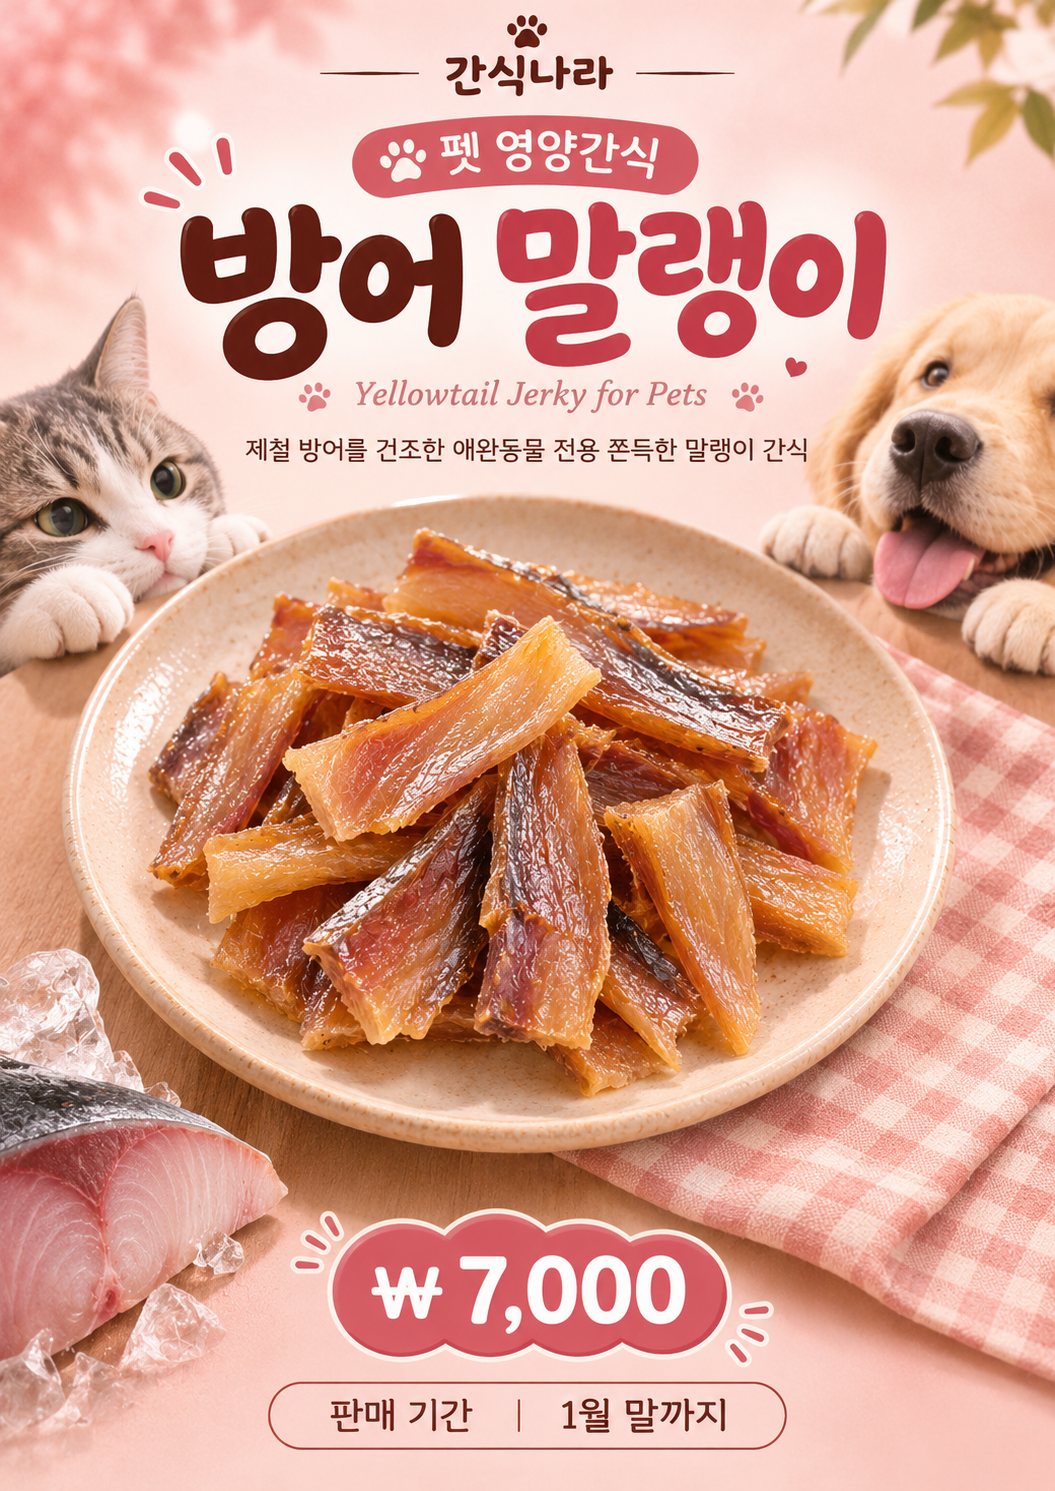 간식나라
펫 영양간식
방어 말랭이
Yellowtail Jerky for Pets
제철 방어를 건조한 애완동물 전용 쫀득한 말랭이 간식
₩ 7,000
판매 기간 | 1월 말까지